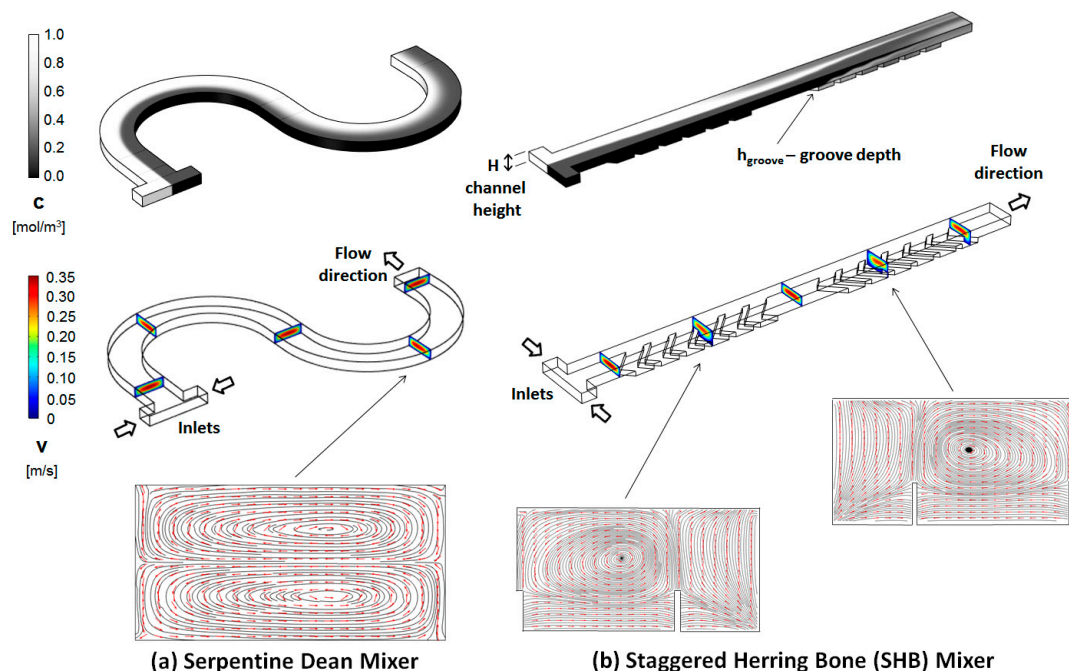 1.0
0.8
0.6
0.4
0.2
0.0
C
[mol/m³]
H
channel
height
h_groove – groove depth
Flow
direction
0.35
0.30
0.25
0.20
0.15
0.10
0.05
0
V
[m/s]
Flow
direction
Inlets
Inlets
(a) Serpentine Dean Mixer
(b) Staggered Herring Bone (SHB) Mixer